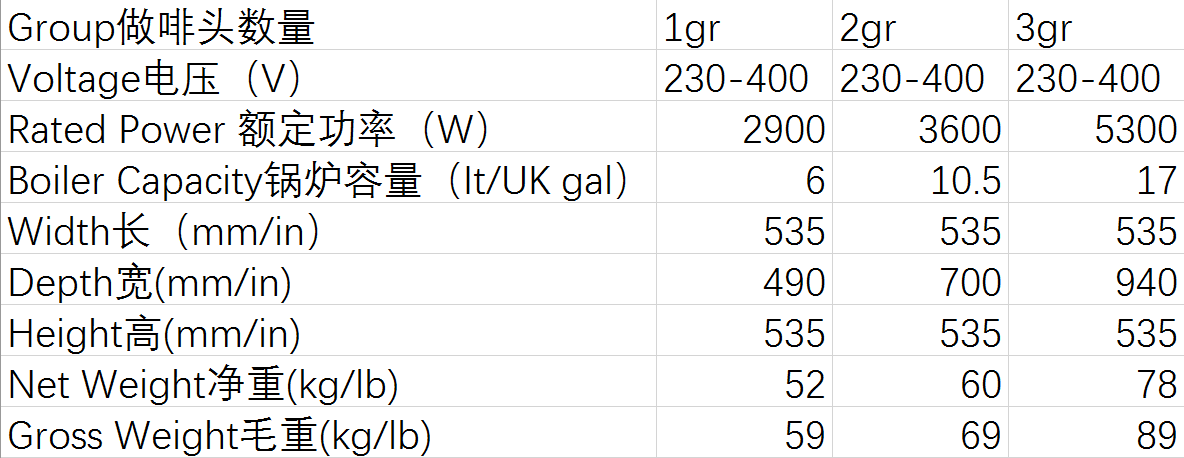 Group做啡头数量 1gr 2gr 3gr
Voltage电压（V） 230-400 230-400 230-400
Rated Power 额定功率（W） 2900 3600 5300
Boiler Capacity锅炉容量（lt/UK gal） 6 10.5 17
Width长（mm/in） 535 535 535
Depth宽(mm/in) 490 700 940
Height高(mm/in) 535 535 535
Net Weight净重(kg/lb) 52 60 78
Gross Weight毛重(kg/lb) 59 69 89